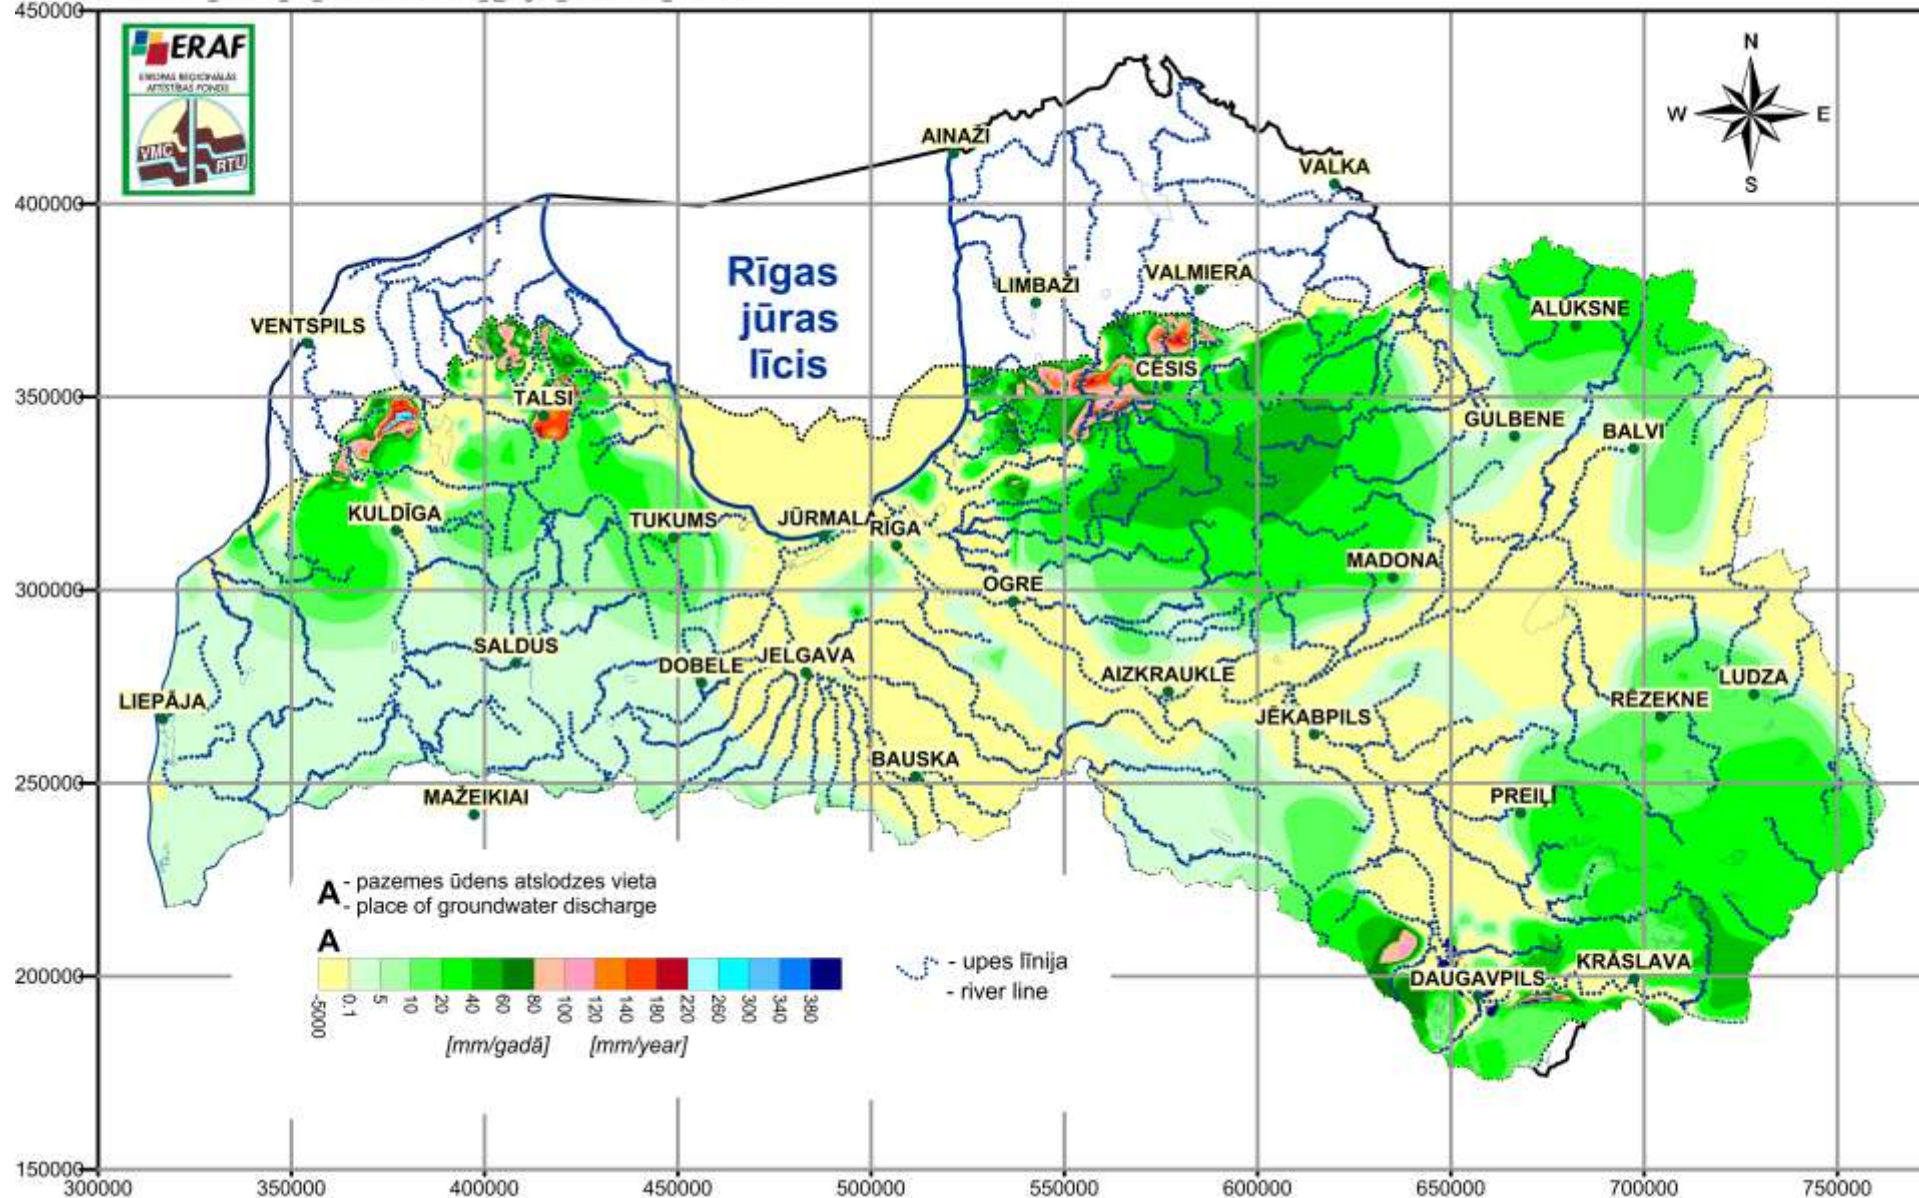 450000
400000
350000
300000
250000
200000
150000
300000
350000
400000
450000
500000
550000
600000
650000
700000
750000
ERAF
EIROPAS REĢIONĀLĀS
ATTĪSTĪBAS FONDS
VMC
RTU
N
W
E
S
AINAŽI
VALKA
Rīgas
jūras
līcis
LIMBAŽI
VALMIERA
VENTSPILS
ALŪKSNE
CĒSIS
TALSI
GULBENE
BALVI
KULDĪGA
TUKUMS
JŪRMALA
RĪGA
MADONA
OGRE
SALDUS
DOBELE
JELGAVA
AIZKRAUKLE
LUDZA
RĒZEKNE
LIEPĀJA
JĒKABPILS
BAUSKA
MAŽEIKIAI
PREIĻI
KRĀSLAVA
DAUGAVPILS
A - pazemes ūdens atslodzes vieta
- place of groundwater discharge
A
-5000
0.1
5
10
20
40
60
80
100
120
140
180
220
260
300
340
380
[mm/gadā] [mm/year]
- upes līnija
- river line